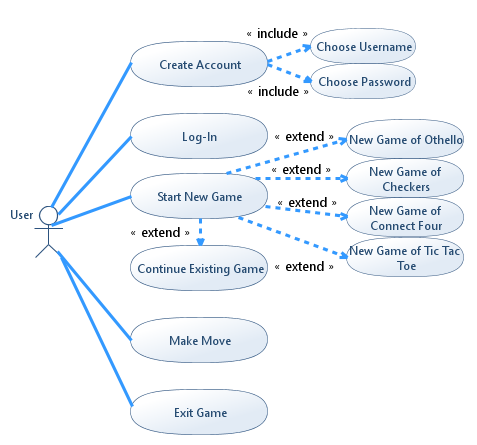 « include »
Choose Username
Create Account
Choose Password
« include »
Log-In
« extend »
New Game of Othello
« extend »
New Game of
Checkers
Start New Game
« extend »
New Game of
Connect Four
User
« extend »
New Game of Tic Tac
Toe
Continue Existing Game
« extend »
Make Move
Exit Game